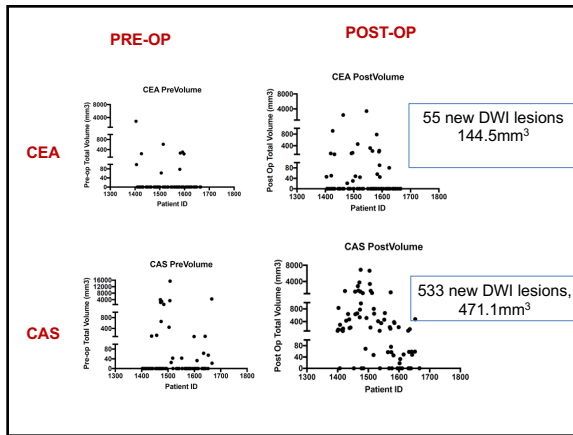 PRE-OP
POST-OP
CEA
CEA PreVolume
Pre-op Total Volume (mm3)
8000
4000
800
400
80
40
0
1300 1400 1500 1600 1700 1800
Patient ID
CEA PostVolume
Post Op Total Volume (mm3)
8000
4000
800
400
80
40
0
1300 1400 1500 1600 1700 1800
Patient ID
55 new DWI lesions
144.5mm³
CAS
CAS PreVolume
Pre-op Total Volume (mm3)
16000
12000
8000
4000
800
400
80
40
0
1300 1400 1500 1600 1700 1800
Patient ID
CAS PostVolume
Post Op Total Volume (mm3)
8000
4000
800
400
80
40
0
1300 1400 1500 1600 1700 1800
Patient ID
533 new DWI lesions,
471.1mm³